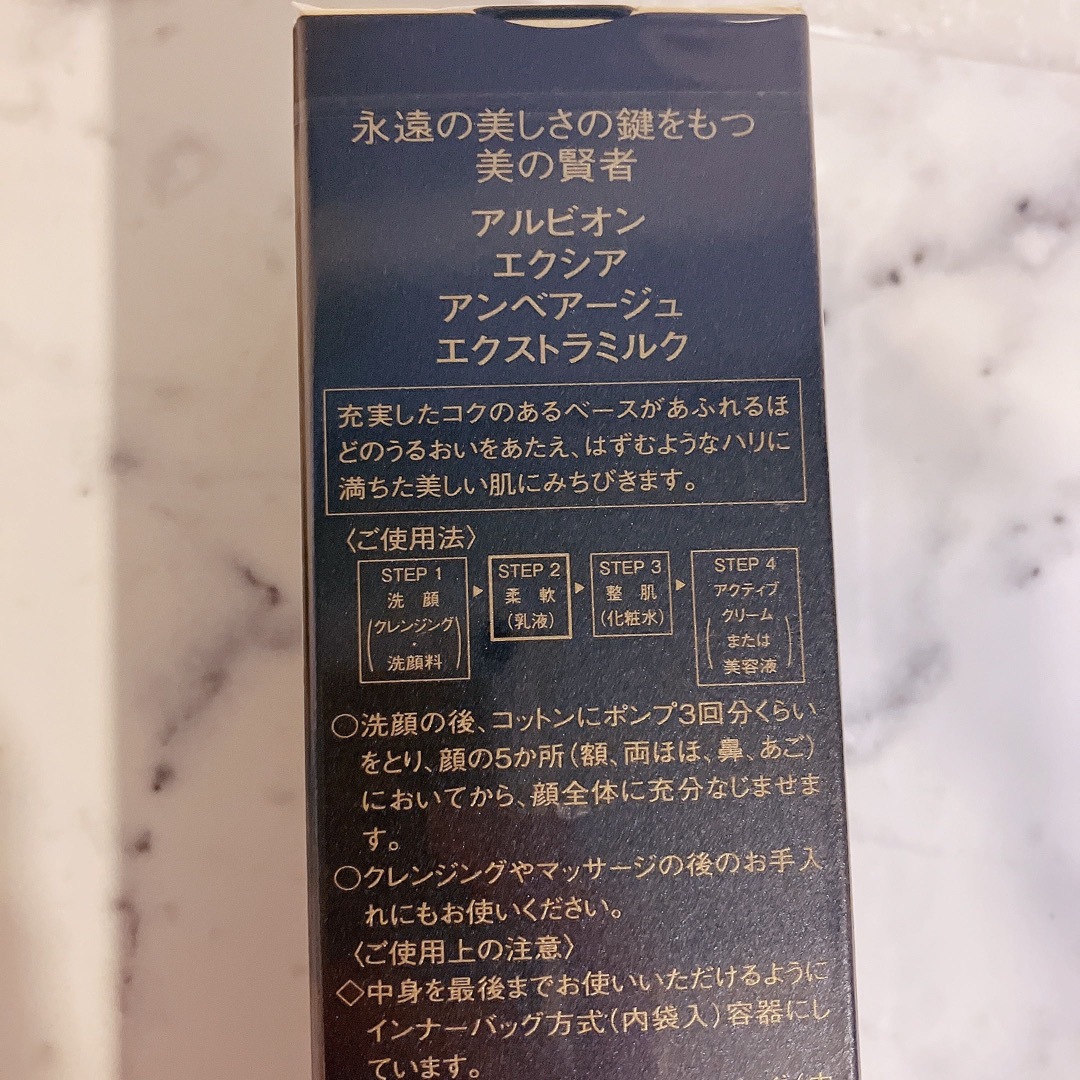 永遠の美しさの鍵をもつ
美の賢者
アルビオン
エクシア
アンベアージュ
エクストラミルク
充実したコクのあるベースがあふれるほ
どのうるおいをあたえ、はずむようなハリに
満ちた美しい肌にみちびきます。
〈ご使用法〉
STEP 1
洗 顔
(クレンジング
・
洗顔料)
STEP 2
柔 軟
(乳液)
STEP 3
整 肌
(化粧水)
STEP 4
アクティブ
(クリーム
または
美容液)
○洗顔の後、コットンにポンプ3回分くらい
をとり、顔の5か所(額、両ほほ、鼻、あご)
においてから、顔全体に充分なじませま
す。
○クレンジングやマッサージの後のお手入
れにもお使いください。
〈ご使用上の注意〉
◇中身を最後までお使いいただけるように
インナーバッグ方式(内袋入)容器にし
ています。